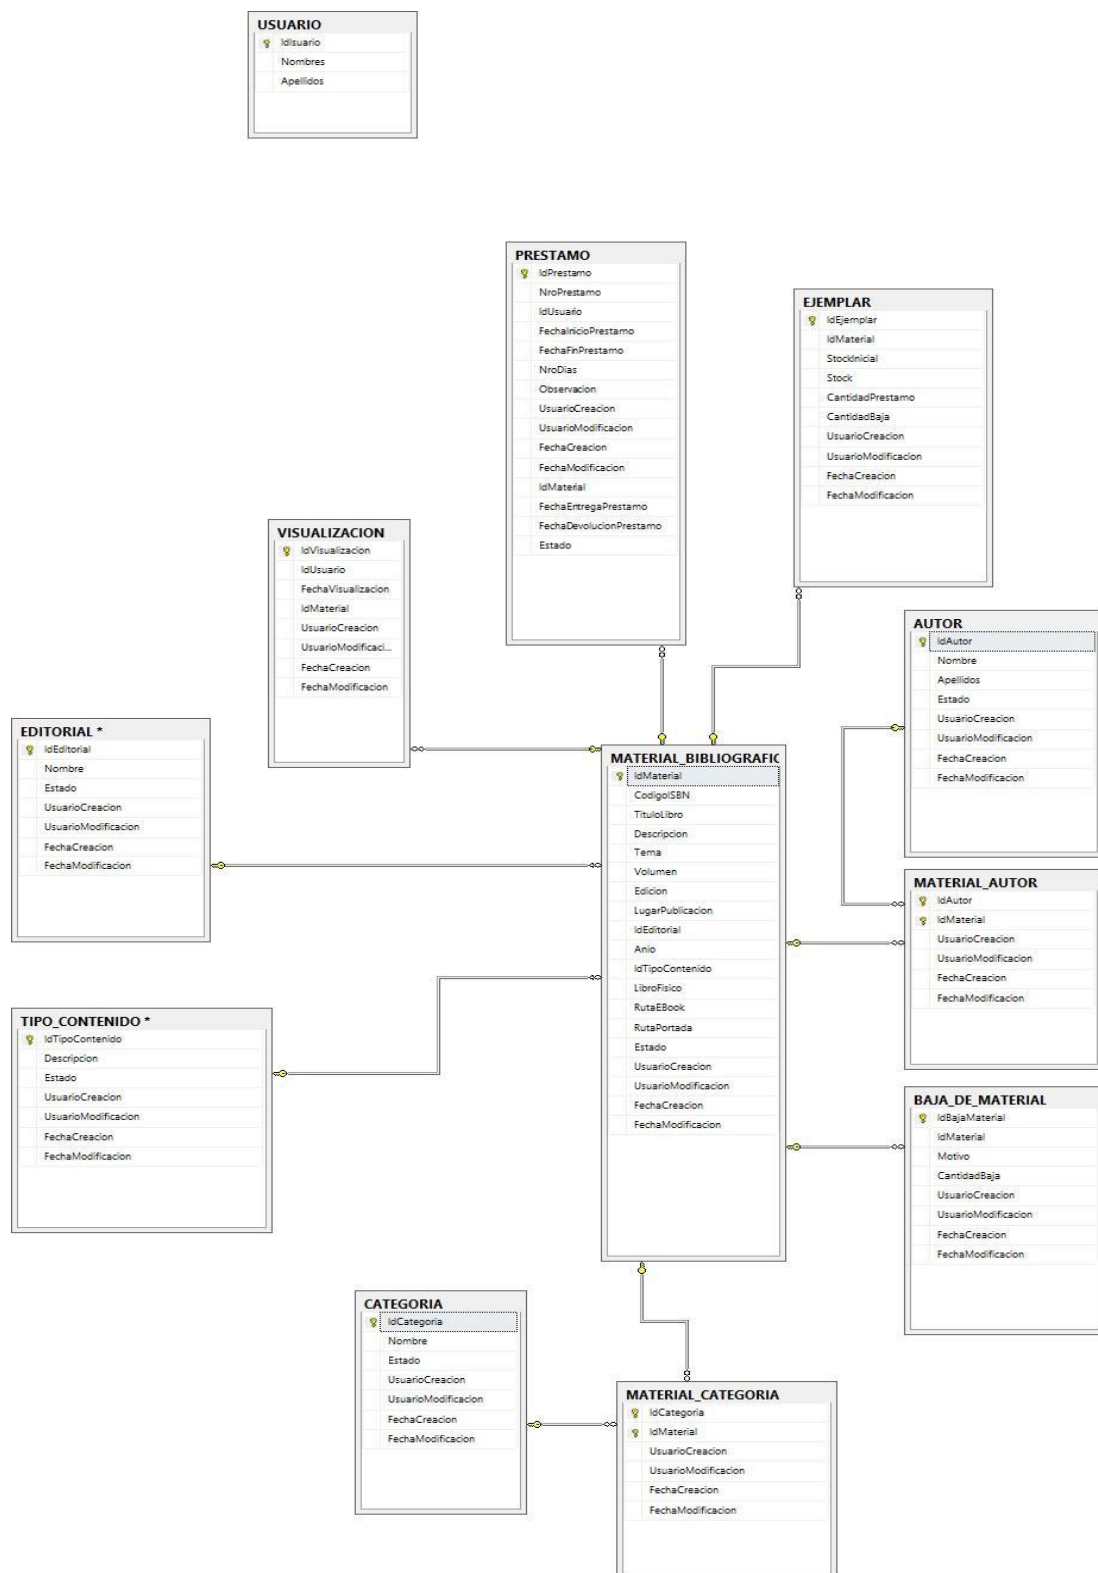 USUARIO
IdIsuario
Nombres
Apellidos
PRESTAMO
IdPrestamo
NroPrestamo
IdUsuario
FechaInicioPrestamo
FechaFinPrestamo
NroDias
Observacion
UsuarioCreacion
UsuarioModificacion
FechaCreacion
FechaModificacion
IdMaterial
FechaEntregaPrestamo
FechaDevolucionPrestamo
Estado
EJEMPLAR
IdEjemplar
IdMaterial
StockInicial
Stock
CantidadPrestamo
CantidadBaja
UsuarioCreacion
UsuarioModificacion
FechaCreacion
FechaModificacion
VISUALIZACION
IdVisualizacion
IdUsuario
FechaVisualizacion
IdMaterial
UsuarioCreacion
UsuarioModificaci...
FechaCreacion
FechaModificacion
AUTOR
IdAutor
Nombre
Apellidos
Estado
UsuarioCreacion
UsuarioModificacion
FechaCreacion
FechaModificacion
EDITORIAL *
IdEditorial
Nombre
Estado
UsuarioCreacion
UsuarioModificacion
FechaCreacion
FechaModificacion
MATERIAL_BIBLIOGRAFIC
IdMaterial
CodigoISBN
TituloLibro
Descripcion
Tema
Volumen
Edicion
LugarPublicacion
IdEditorial
Anio
IdTipoContenido
LibroFisico
RutaEBook
RutaPortada
Estado
UsuarioCreacion
UsuarioModificacion
FechaCreacion
FechaModificacion
MATERIAL_AUTOR
IdAutor
IdMaterial
UsuarioCreacion
UsuarioModificacion
FechaCreacion
FechaModificacion
TIPO_CONTENIDO *
IdTipoContenido
Descripcion
Estado
UsuarioCreacion
UsuarioModificacion
FechaCreacion
FechaModificacion
BAJA_DE_MATERIAL
IdBajaMaterial
IdMaterial
Motivo
CantidadBaja
UsuarioCreacion
UsuarioModificacion
FechaCreacion
FechaModificacion
CATEGORIA
IdCategoria
Nombre
Estado
UsuarioCreacion
UsuarioModificacion
FechaCreacion
FechaModificacion
MATERIAL_CATEGORIA
IdCategoria
IdMaterial
UsuarioCreacion
UsuarioModificacion
FechaCreacion
FechaModificacion